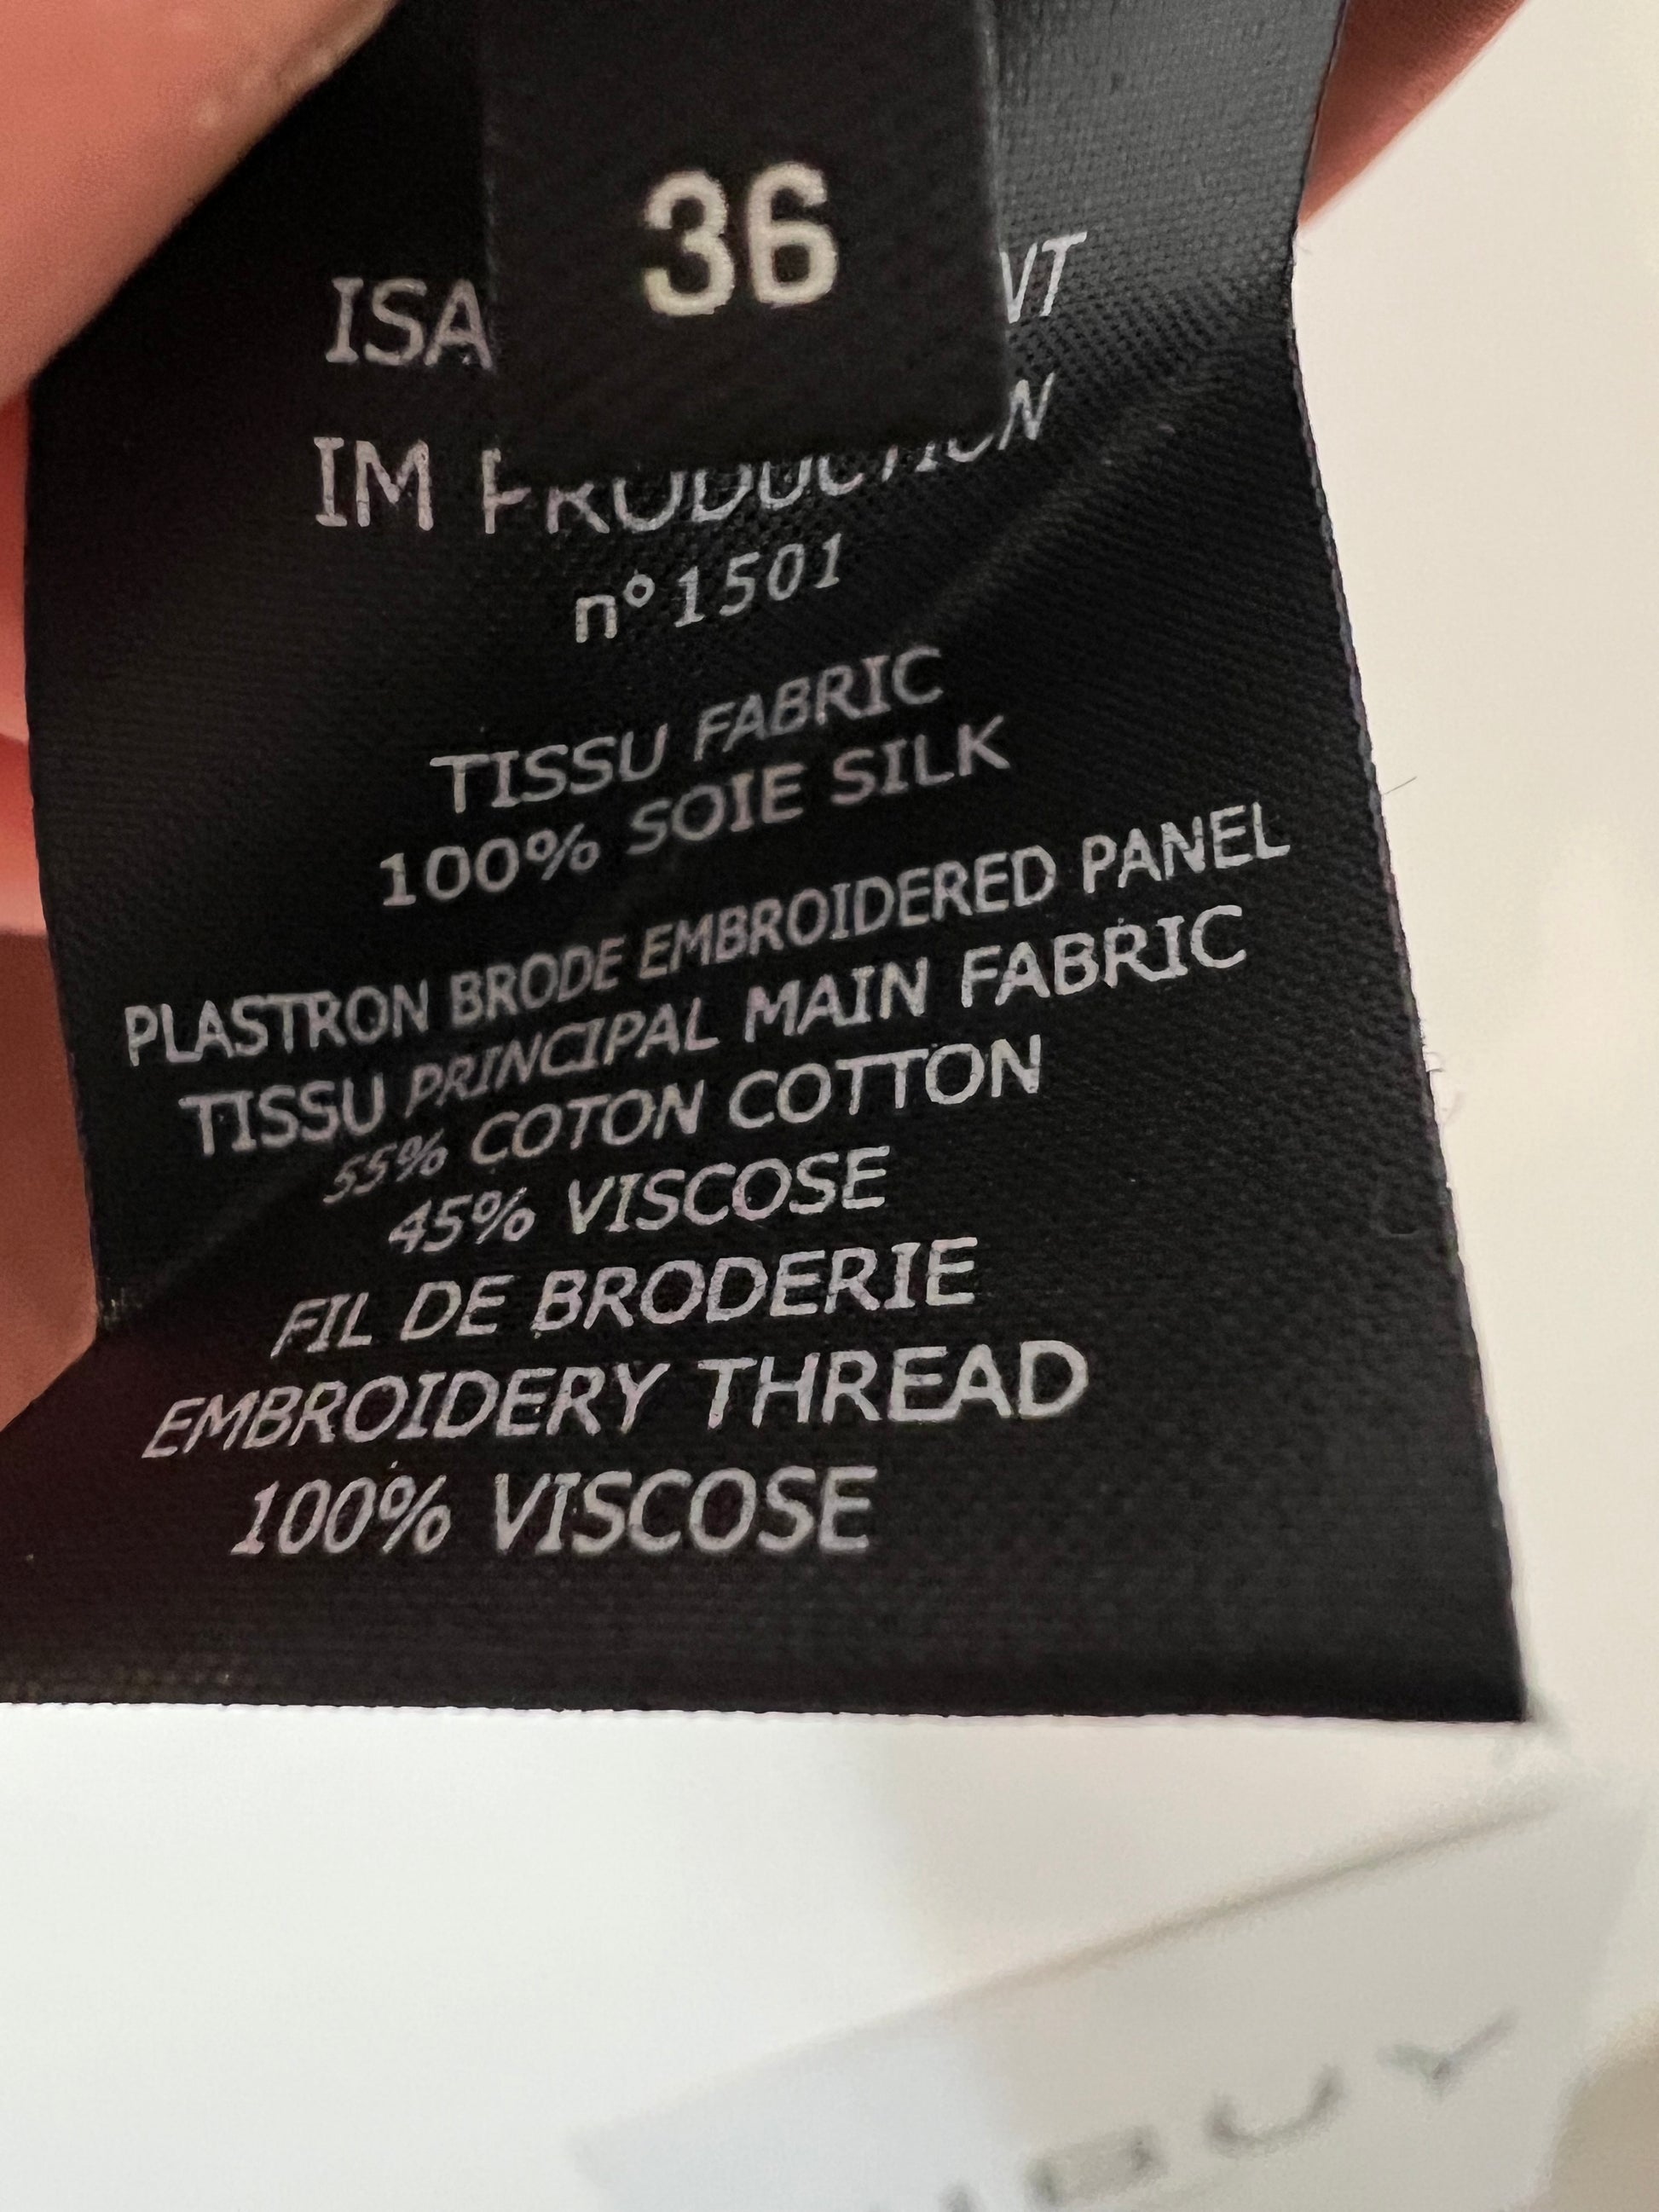 36
ISA
IM PRODUCTION
n° 1501
TISSU FABRIC
100% SOIE SILK
PLASTRON BRODE EMBROIDERED PANEL
TISSU PRINCIPAL MAIN FABRIC
55% COTON COTTON
45% VISCOSE
FIL DE BRODERIE
EMBROIDERY THREAD
100% VISCOSE